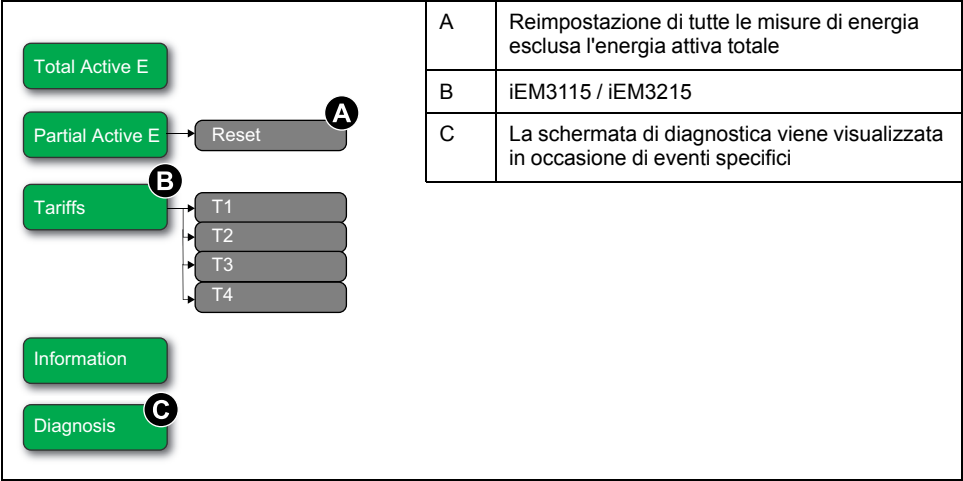 Total Active E
Partial Active E
Reset
A
B
Tariffs
T1
T2
T3
T4
Information
C
Diagnosis
A Reimpostazione di tutte le misure di energia
esclusa l'energia attiva totale
B iEM3115 / iEM3215
C La schermata di diagnostica viene visualizzata
in occasione di eventi specifici